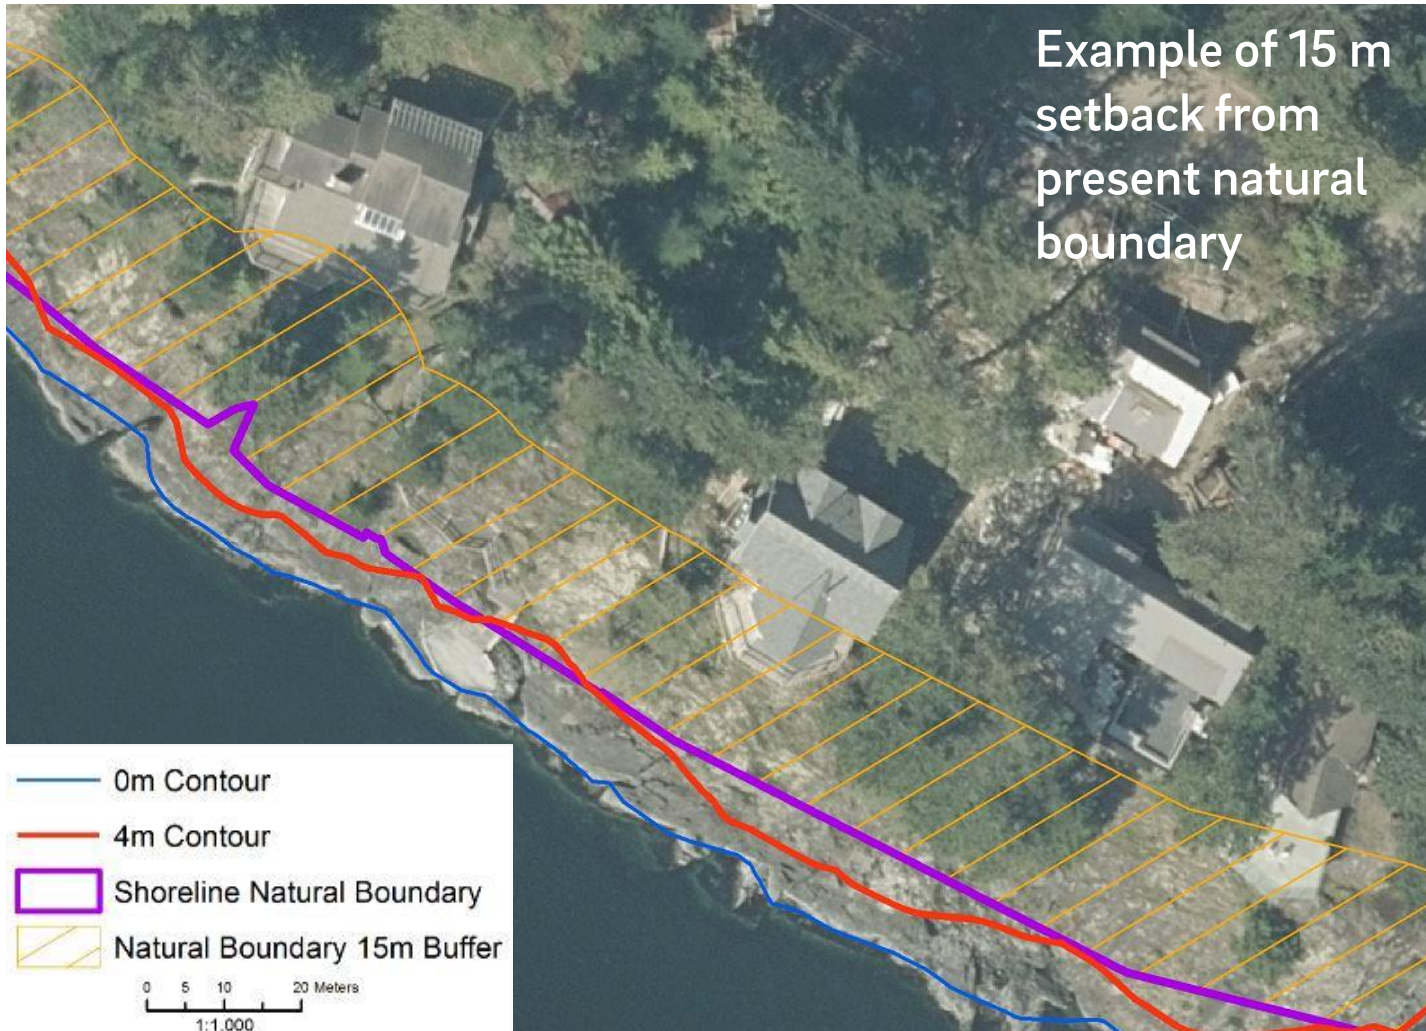 Example of 15 m
setback from
present natural
boundary
0m Contour
4m Contour
Shoreline Natural Boundary
Natural Boundary 15m Buffer
0 5 10 20 Meters
1:1,000